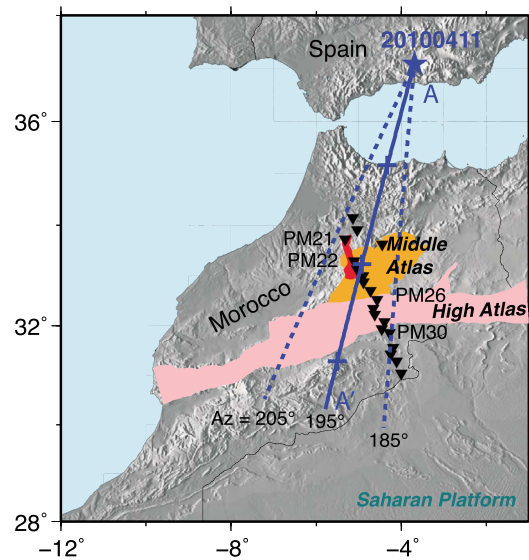 Spain
20100411
A
36°
PM21
Middle
PM22
Atlas
Morocco
PM26
High Atlas
32°
PM30
A'
Az = 205°
195°
185°
Saharan Platform
28°
−12°
−8°
−4°